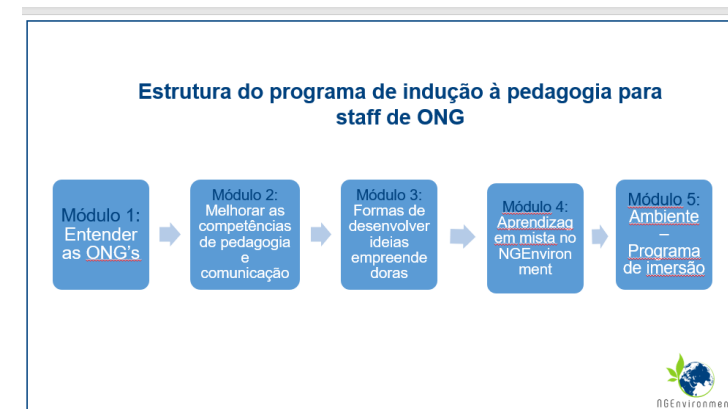 Estrutura do programa de indução à pedagogia para
staff de ONG
Módulo 1:
Entender
as ONG's
Módulo 2:
Melhorar as
competências
de pedagogia
e
comunicação
Módulo 3:
Formas de
desenvolver
ideias
empreende
doras
Módulo 4:
Aprendizag
em mista no
NGEnviron
ment
Módulo 5:
Ambiente
–
Programa
de imersão
NGEnvironment